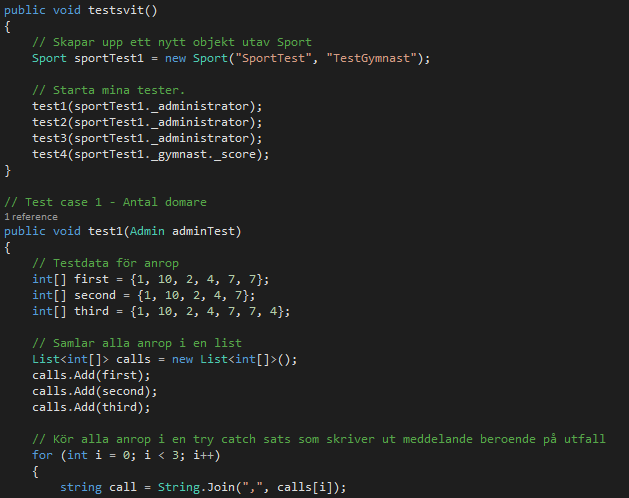 public void testsvit()
{
// Skapar upp ett nytt objekt utav Sport
Sport sportTest1 = new Sport("SportTest", "TestGymnast");
// Starta mina tester.
test1(sportTest1._administrator);
test2(sportTest1._administrator);
test3(sportTest1._administrator);
test4(sportTest1._gymnast._score);
}
// Test case 1 - Antal domare
1 reference
public void test1(Admin adminTest)
{
// Testdata för anrop
int[] first = {1, 10, 2, 4, 7, 7};
int[] second = {1, 10, 2, 4, 7};
int[] third = {1, 10, 2, 4, 7, 7, 4};
// Samlar alla anrop i en list
List<int[]> calls = new List<int[]>();
calls.Add(first);
calls.Add(second);
calls.Add(third);
// Kör alla anrop i en try catch sats som skriver ut meddelande beroende på utfall
for (int i = 0; i < 3; i++)
{
string call = String.Join(",", calls[i]);